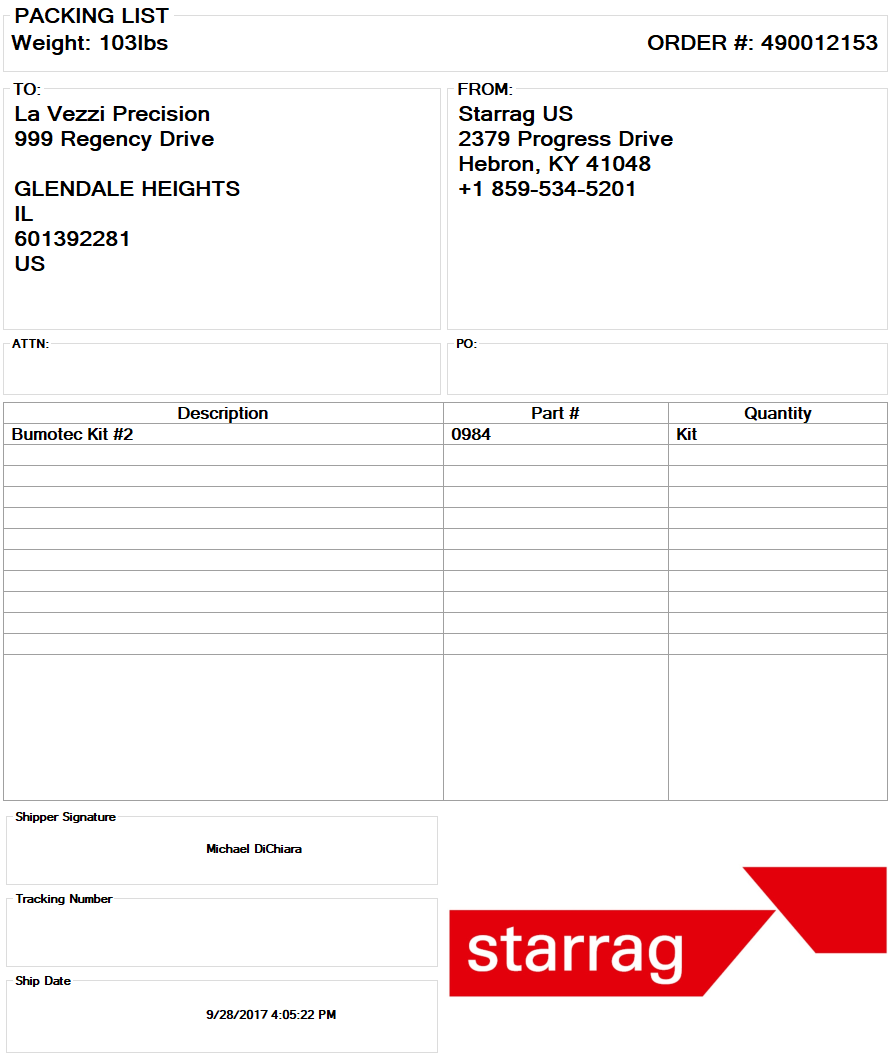 PACKING LIST
Weight: 103lbs
ORDER #: 490012153
TO:
La Vezzi Precision
999 Regency Drive
GLENDALE HEIGHTS
IL
601392281
US
FROM:
Starrag US
2379 Progress Drive
Hebron, KY 41048
+1 859-534-5201
ATTN:
PO:
Description Part # Quantity
Bumotec Kit #2 0984 Kit
Shipper Signature
Michael DiChiara
Tracking Number
Ship Date
9/28/2017 4:05:22 PM
starrag